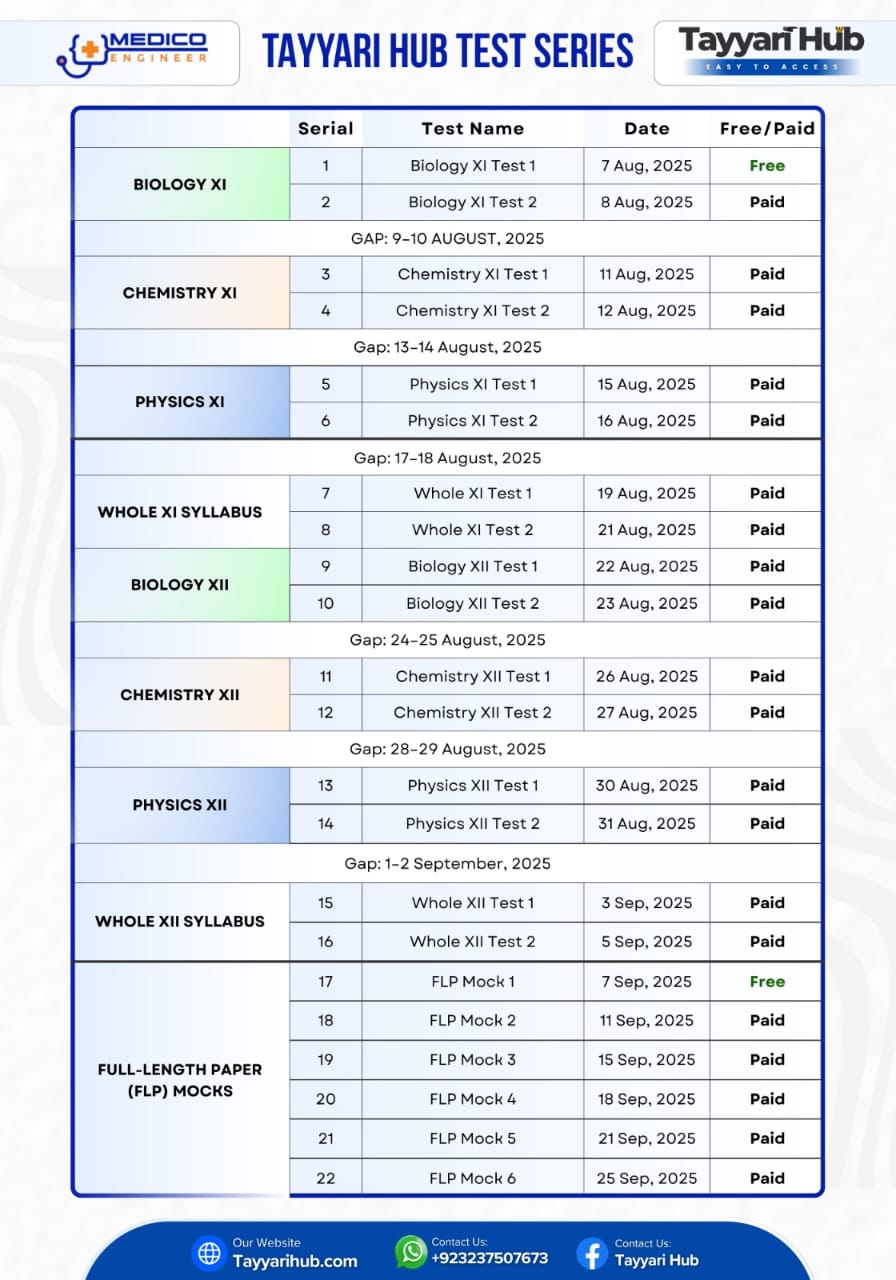 MEDICO
ENGINEER
TAYYARI HUB TEST SERIES
Tayyari Hub
EASY TO ACCESS
Serial Test Name Date Free/Paid
BIOLOGY XI
1 Biology XI Test 1 7 Aug, 2025 Free
2 Biology XI Test 2 8 Aug, 2025 Paid
GAP: 9–10 AUGUST, 2025
CHEMISTRY XI
3 Chemistry XI Test 1 11 Aug, 2025 Paid
4 Chemistry XI Test 2 12 Aug, 2025 Paid
Gap: 13–14 August, 2025
PHYSICS XI
5 Physics XI Test 1 15 Aug, 2025 Paid
6 Physics XI Test 2 16 Aug, 2025 Paid
Gap: 17–18 August, 2025
WHOLE XI SYLLABUS
7 Whole XI Test 1 19 Aug, 2025 Paid
8 Whole XI Test 2 21 Aug, 2025 Paid
BIOLOGY XII
9 Biology XII Test 1 22 Aug, 2025 Paid
10 Biology XII Test 2 23 Aug, 2025 Paid
Gap: 24–25 August, 2025
CHEMISTRY XII
11 Chemistry XII Test 1 26 Aug, 2025 Paid
12 Chemistry XII Test 2 27 Aug, 2025 Paid
Gap: 28–29 August, 2025
PHYSICS XII
13 Physics XII Test 1 30 Aug, 2025 Paid
14 Physics XII Test 2 31 Aug, 2025 Paid
Gap: 1–2 September, 2025
WHOLE XII SYLLABUS
15 Whole XII Test 1 3 Sep, 2025 Paid
16 Whole XII Test 2 5 Sep, 2025 Paid
FULL-LENGTH PAPER
(FLP) MOCKS
17 FLP Mock 1 7 Sep, 2025 Free
18 FLP Mock 2 11 Sep, 2025 Paid
19 FLP Mock 3 15 Sep, 2025 Paid
20 FLP Mock 4 18 Sep, 2025 Paid
21 FLP Mock 5 21 Sep, 2025 Paid
22 FLP Mock 6 25 Sep, 2025 Paid
Our Website
Tayyarihub.com
Contact Us:
+923237507673
Contact Us:
Tayyari Hub